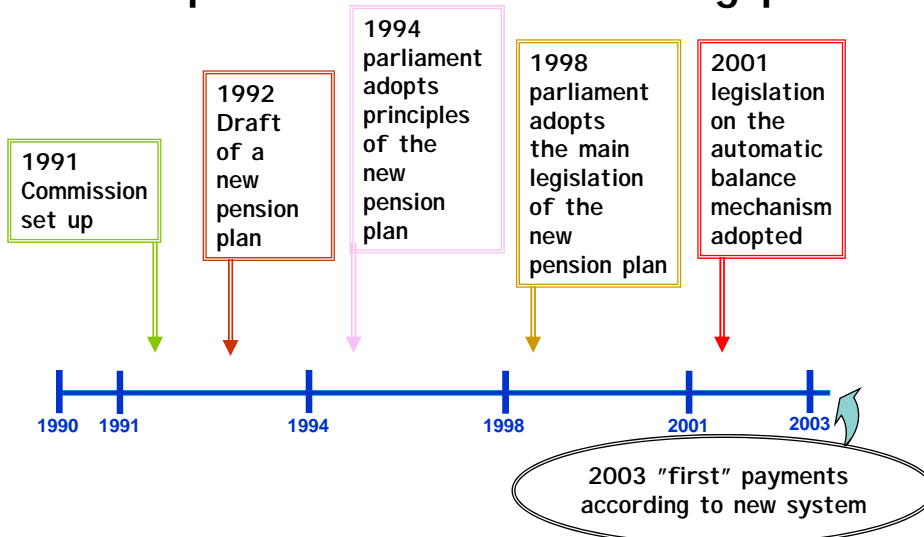 1991
Commission
set up
1992
Draft
of a
new
pension
plan
1994
parliament
adopts
principles
of the
new
pension
plan
1998
parliament
adopts
the main
legislation
of the
new
pension plan
2001
legislation
on the
automatic
balance
mechanism
adopted
1990 1991 1994 1998 2001 2003
2003 "first" payments
according to new system